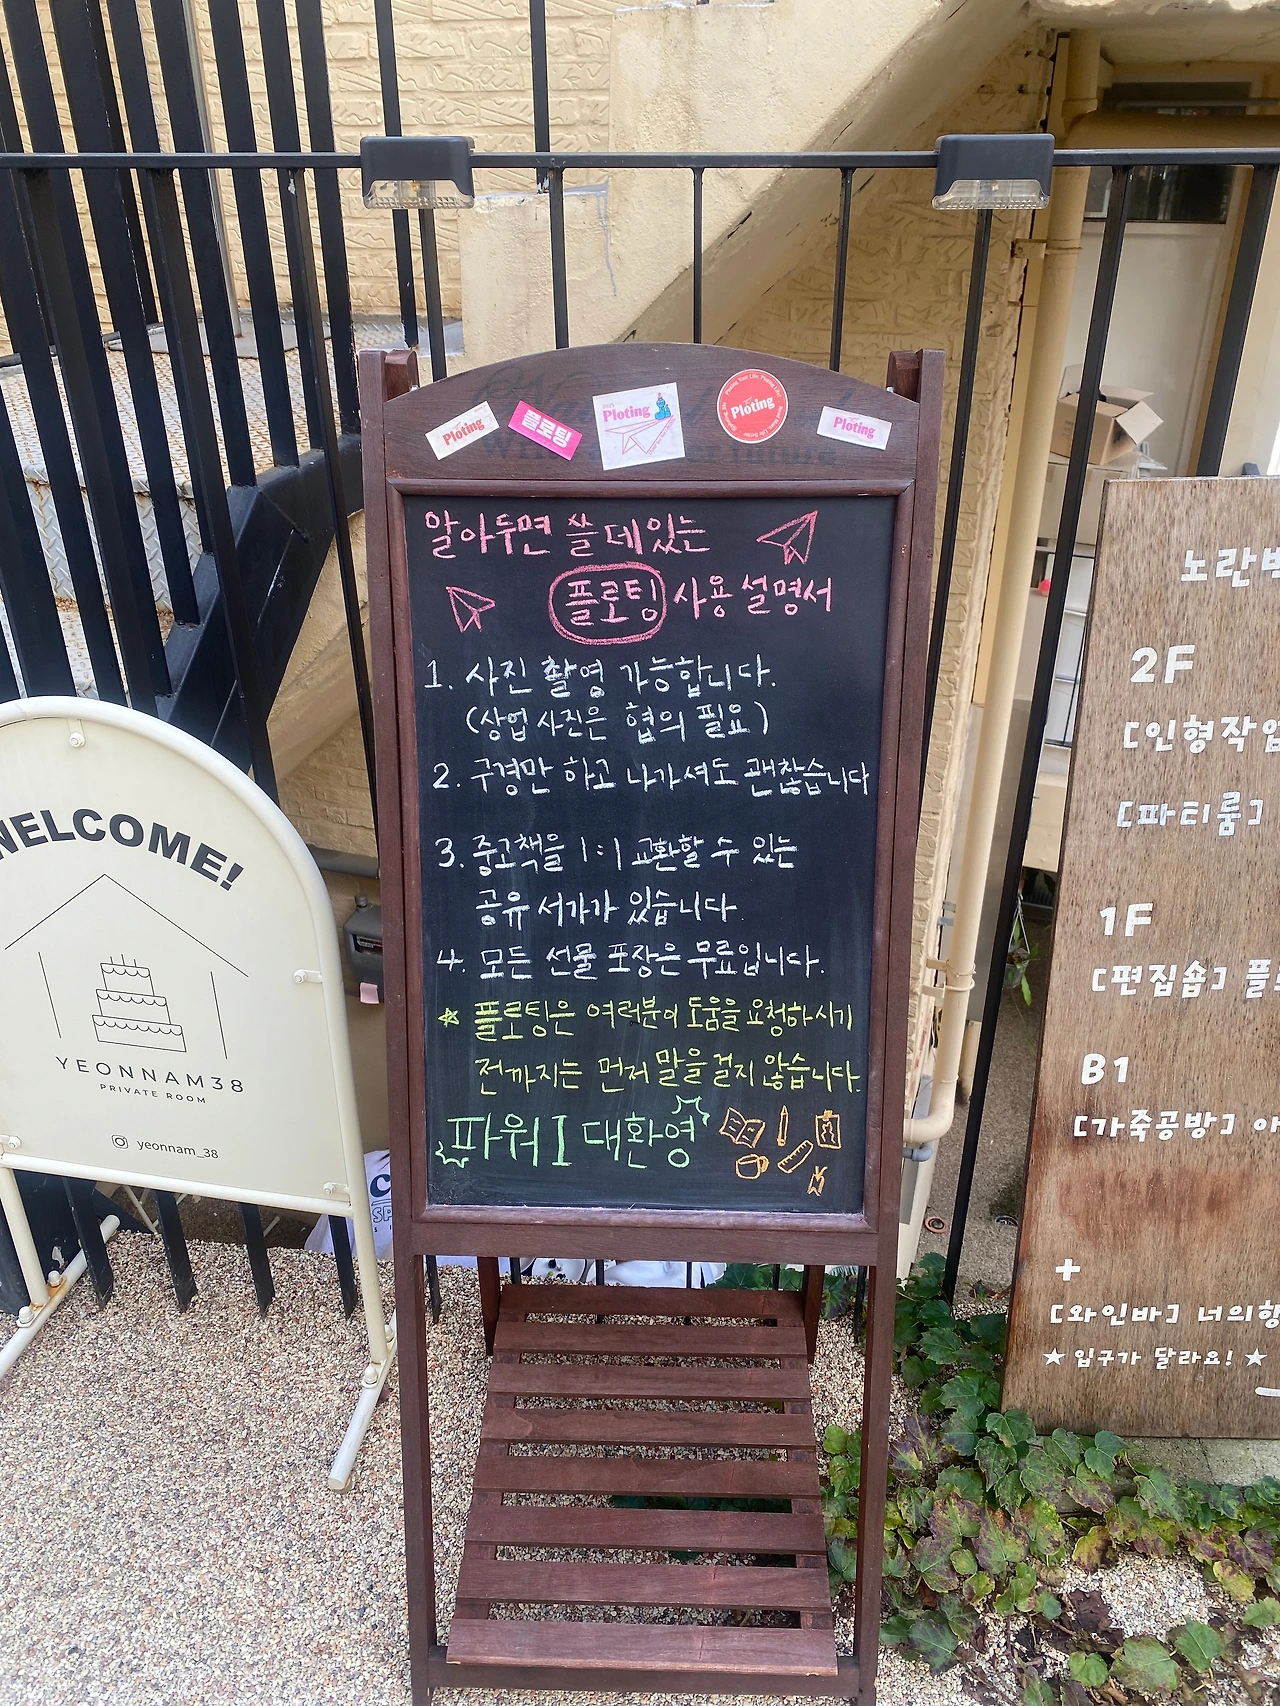 WELCOME!
YEONNAM38
PRIVATE ROOM
yeonnam_38
Ploting
플로팅
Ploting
Ploting
Ploting
알아두면 쓸데있는
플로팅 사용 설명서
1. 사진 촬영 가능합니다.
(상업 사진은 협의 필요)
2. 구경만 하고 나가셔도 괜찮습니다
3. 중고책을 1:1 교환할 수 있는
공유 서가가 있습니다.
4. 모든 선물 포장은 무료입니다.
☆ 플로팅은 여러분이 도움을 요청하시기
전까지는 먼저 말을 걸지 않습니다.
파워 I 대환영
노란
2F
[인형작업
[파티룸]
1F
[편집숍] 플
B1
[가죽공방] 아
+
[와인바] 너의
★ 입구가 달라요! ★